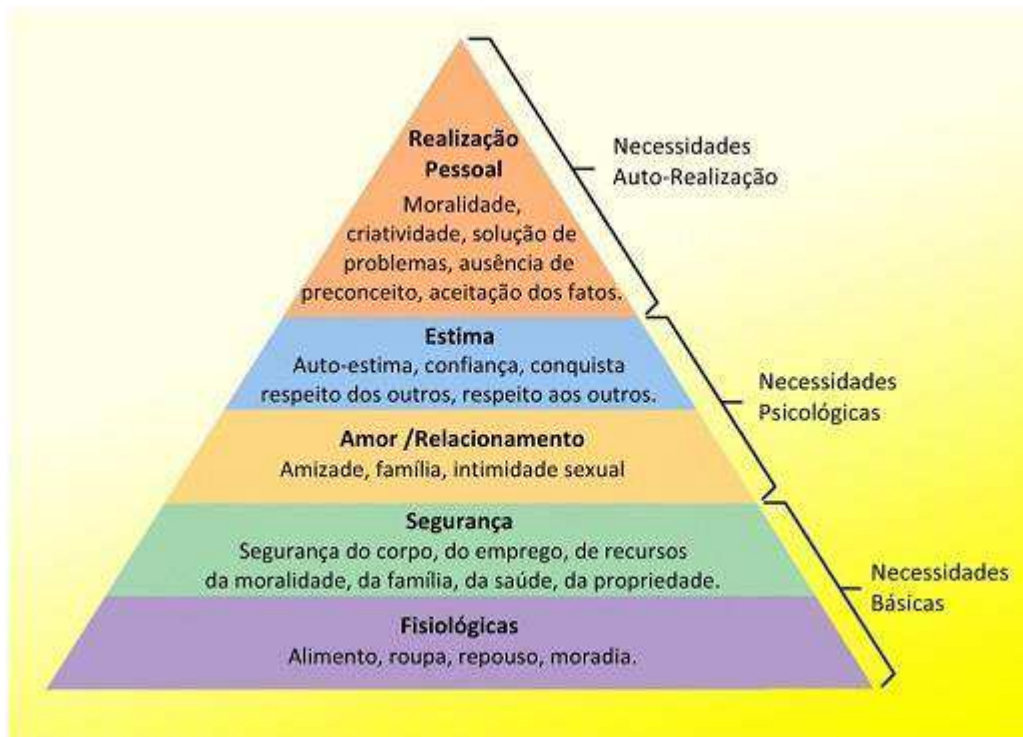 Realização
Pessoal
Moralidade,
criatividade, solução de
problemas, ausência de
preconceito, aceitação dos fatos.
Necessidades
Auto-Realização
Estima
Auto-estima, confiança, conquista
respeito dos outros, respeito aos outros.
Amor /Relacionamento
Amizade, família, intimidade sexual
Necessidades
Psicológicas
Segurança
Segurança do corpo, do emprego, de recursos
da moralidade, da família, da saúde, da propriedade.
Fisiológicas
Alimento, roupa, repouso, moradia.
Necessidades
Básicas